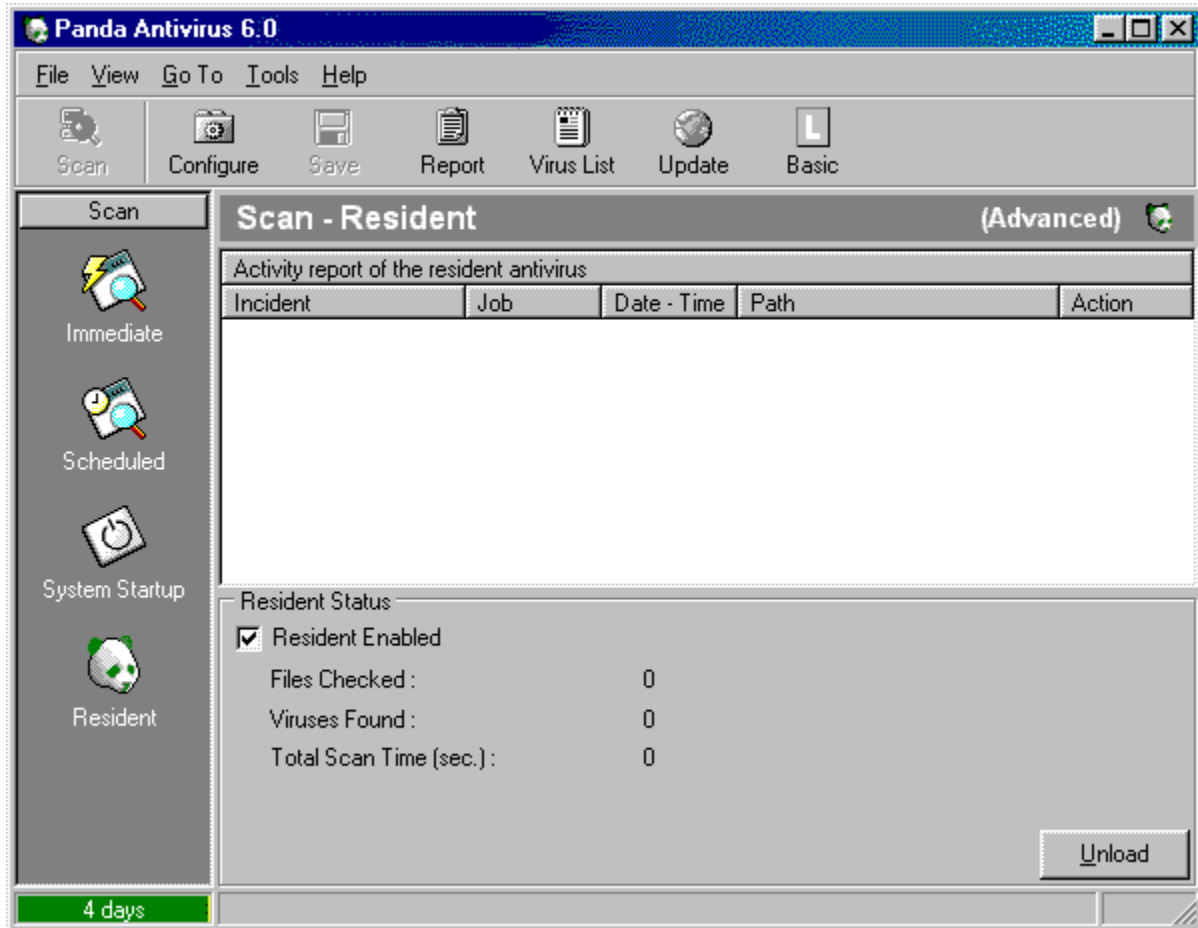 Panda Antivirus 6.0
File View Go To Tools Help
Scan Configure Save Report Virus List Update L Basic
Scan
Immediate
Scheduled
System Startup
Resident
Scan - Resident (Advanced)
Activity report of the resident antivirus
Incident Job Date - Time Path Action
Resident Status
Resident Enabled
Files Checked : 0
Viruses Found : 0
Total Scan Time (sec.) : 0
Unload
4 days